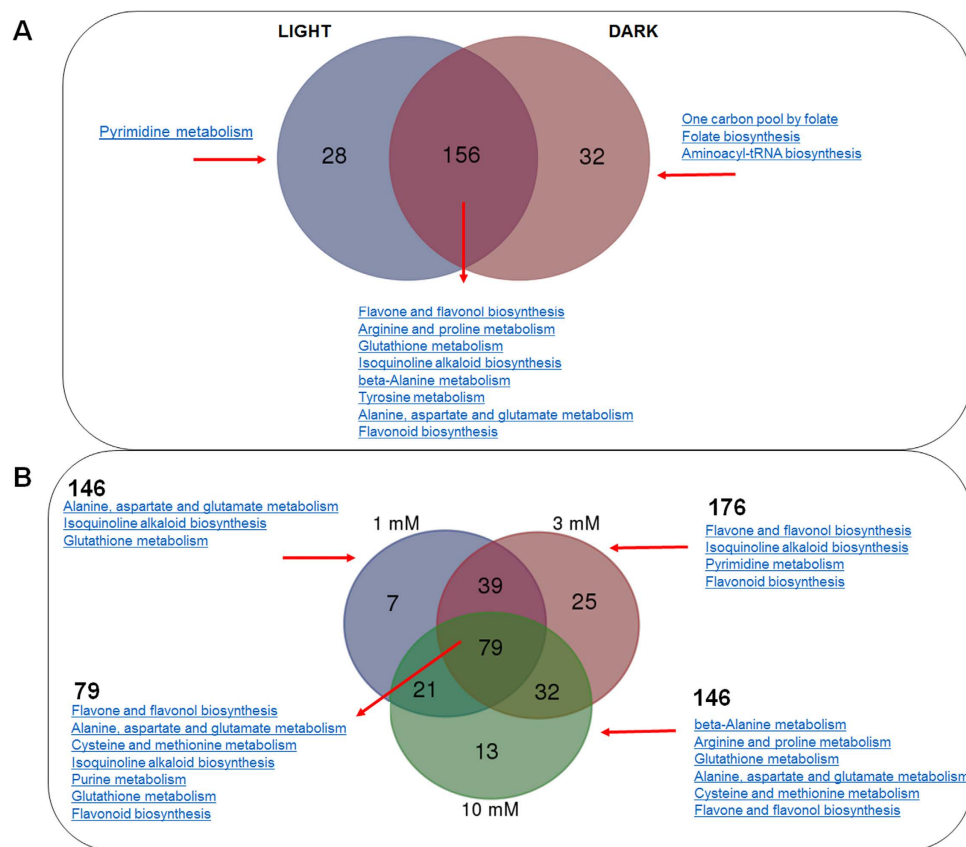 A
LIGHT
DARK
Pyrimidine metabolism
28
156
32
One carbon pool by folate
Folate biosynthesis
Aminoacyl-tRNA biosynthesis
Flavone and flavonol biosynthesis
Arginine and proline metabolism
Glutathione metabolism
Isoquinoline alkaloid biosynthesis
beta-Alanine metabolism
Tyrosine metabolism
Alanine, aspartate and glutamate metabolism
Flavonoid biosynthesis
B
146
Alanine, aspartate and glutamate metabolism
Isoquinoline alkaloid biosynthesis
Glutathione metabolism
1 mM
3 mM
176
Flavone and flavonol biosynthesis
Isoquinoline alkaloid biosynthesis
Pyrimidine metabolism
Flavonoid biosynthesis
7
39
25
79
21
32
13
10 mM
79
Flavone and flavonol biosynthesis
Alanine, aspartate and glutamate metabolism
Cysteine and methionine metabolism
Isoquinoline alkaloid biosynthesis
Purine metabolism
Glutathione metabolism
Flavonoid biosynthesis
146
beta-Alanine metabolism
Arginine and proline metabolism
Glutathione metabolism
Alanine, aspartate and glutamate metabolism
Cysteine and methionine metabolism
Flavone and flavonol biosynthesis